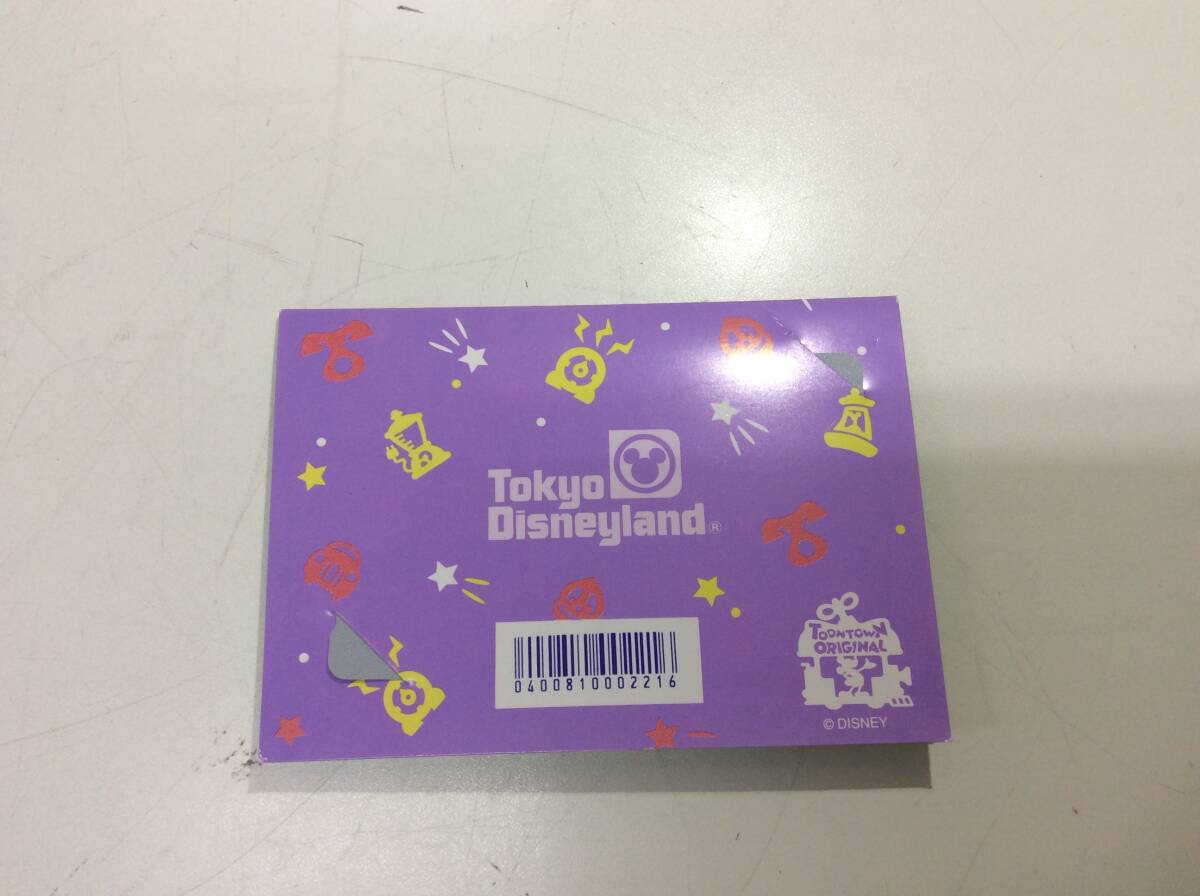 Tokyo
Disneyland®
TOONTOWN
ORIGINAL
0400810002216
© DISNEY